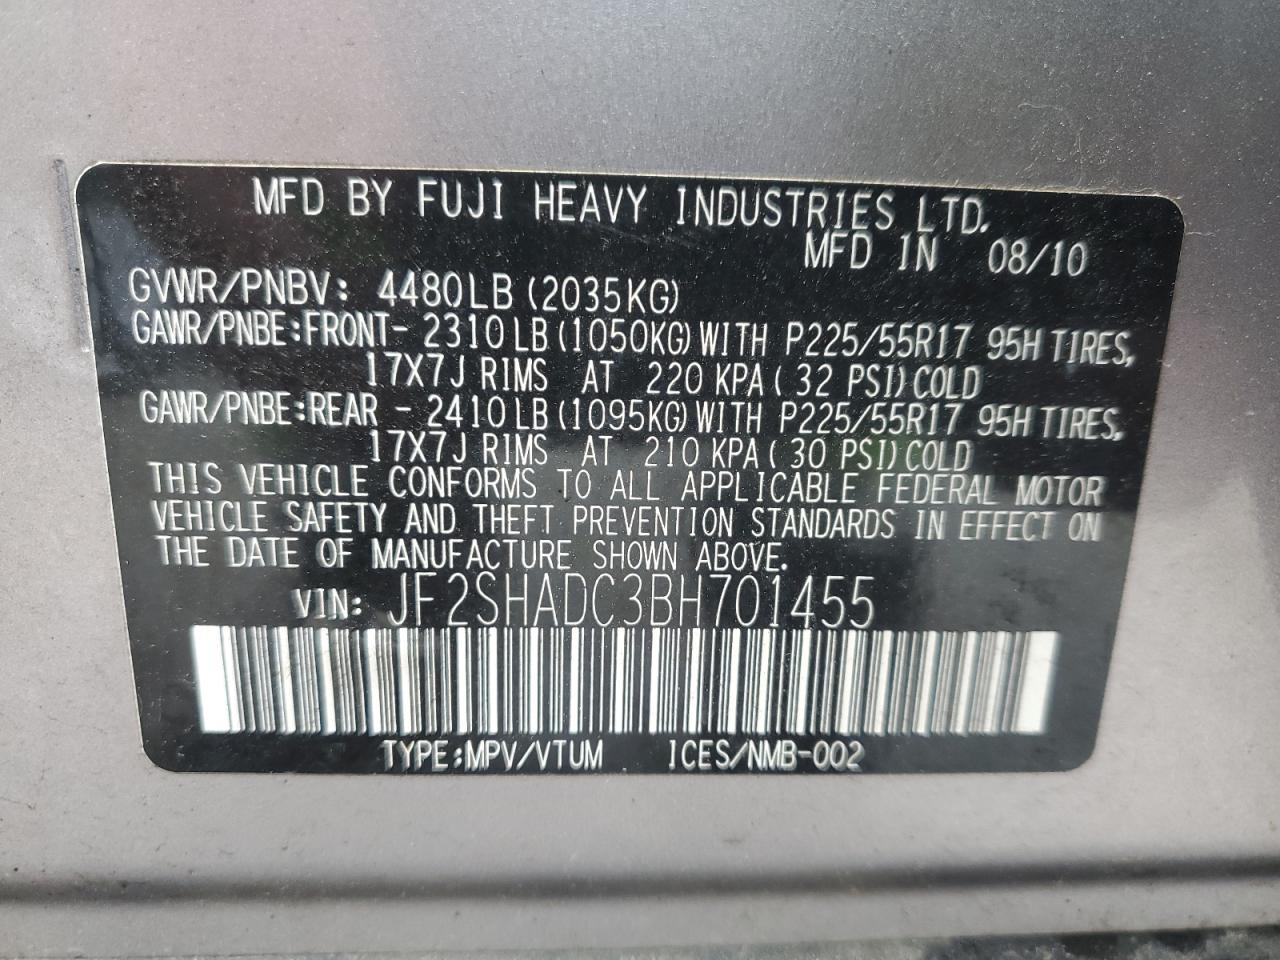 MFD BY FUJI HEAVY INDUSTRIES LTD.
MFD IN 08/10
GVWR/PNBV: 4480LB (2035KG)
GAWR/PNBE:FRONT- 2310LB(1050KG)WITH P225/55R17 95H TIRES,
17X7J RIMS AT 220 KPA( 32 PSI)COLD
GAWR/PNBE:REAR - 2410LB(1095KG)WITH P225/55R17 95H TIRES,
17X7J RIMS AT 210 KPA( 30 PSI)COLD
THIS VEHICLE CONFORMS TO ALL APPLICABLE FEDERAL MOTOR
VEHICLE SAFETY AND THEFT PREVENTION STANDARDS IN EFFECT ON
THE DATE OF MANUFACTURE SHOWN ABOVE.
VIN: JF2SHADC3BH701455
TYPE:MPV/VTUM ICES/NMB-002